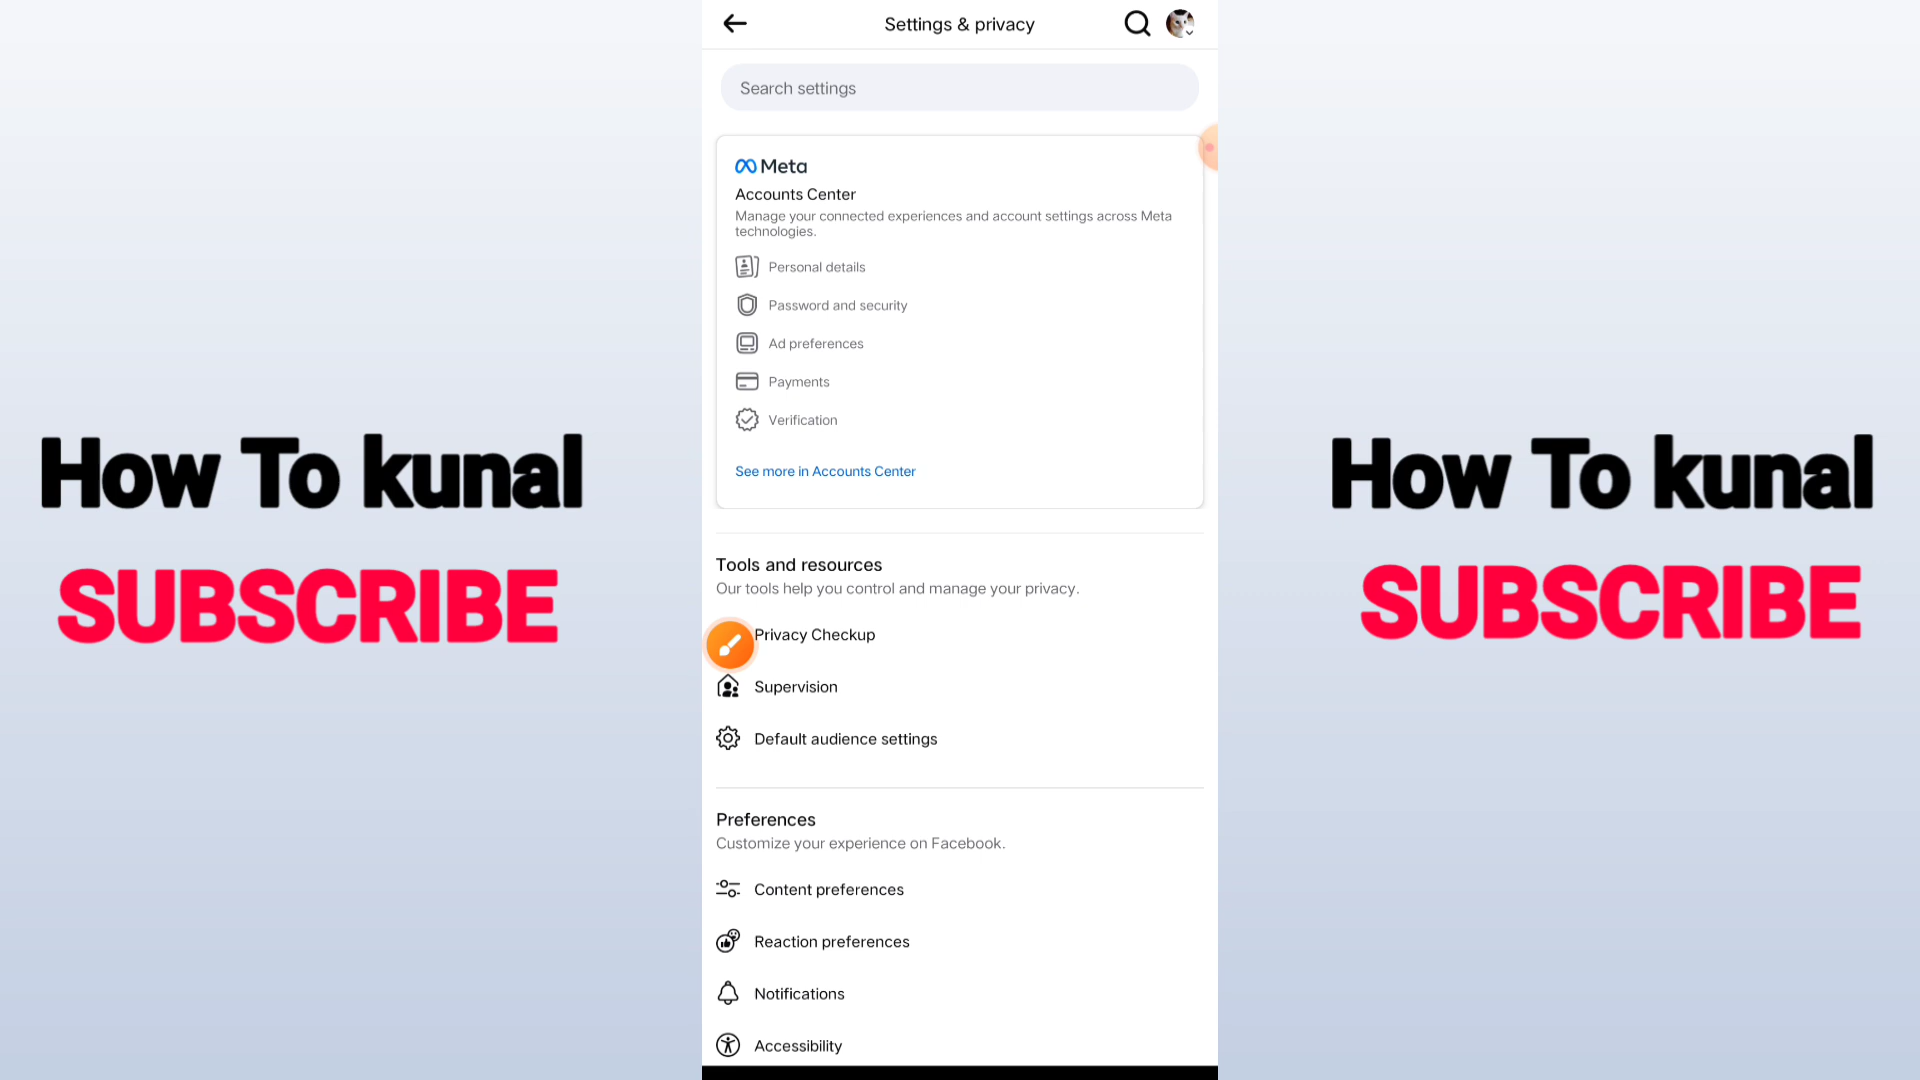 Settings & privacy
Search settings
Meta
Accounts Center
Manage your connected experiences and account settings across Meta
technologies.
Personal details
Password and security
Ad preferences
Payments
Verification
See more in Accounts Center
Tools and resources
Our tools help you control and manage your privacy.
Privacy Checkup
Supervision
Default audience settings
Preferences
Customize your experience on Facebook.
Content preferences
Reaction preferences
Notifications
Accessibility
How To kunal
SUBSCRIBE
How To kunal
SUBSCRIBE